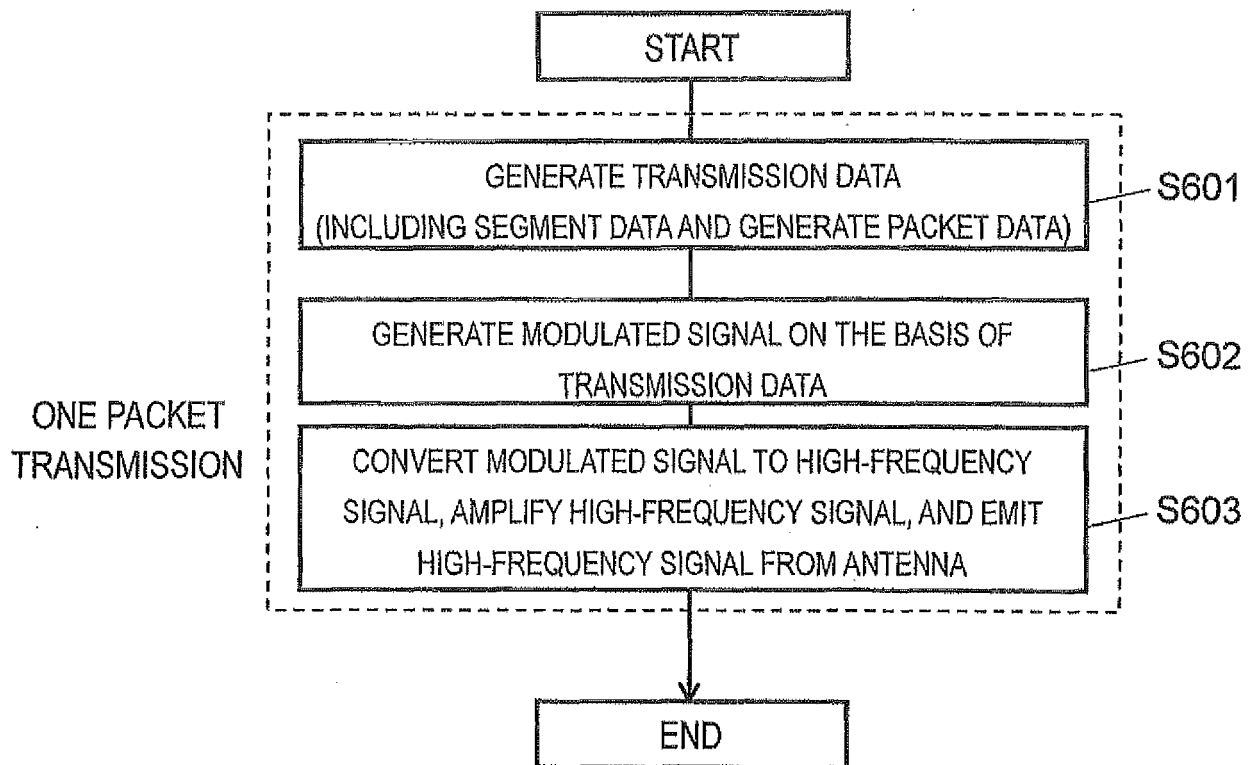 START
GENERATE TRANSMISSION DATA
(INCLUDING SEGMENT DATA AND GENERATE PACKET DATA)
S601
GENERATE MODULATED SIGNAL ON THE BASIS OF
TRANSMISSION DATA
S602
ONE PACKET
TRANSMISSION
CONVERT MODULATED SIGNAL TO HIGH-FREQUENCY
SIGNAL, AMPLIFY HIGH-FREQUENCY SIGNAL, AND EMIT
HIGH-FREQUENCY SIGNAL FROM ANTENNA
S603
END